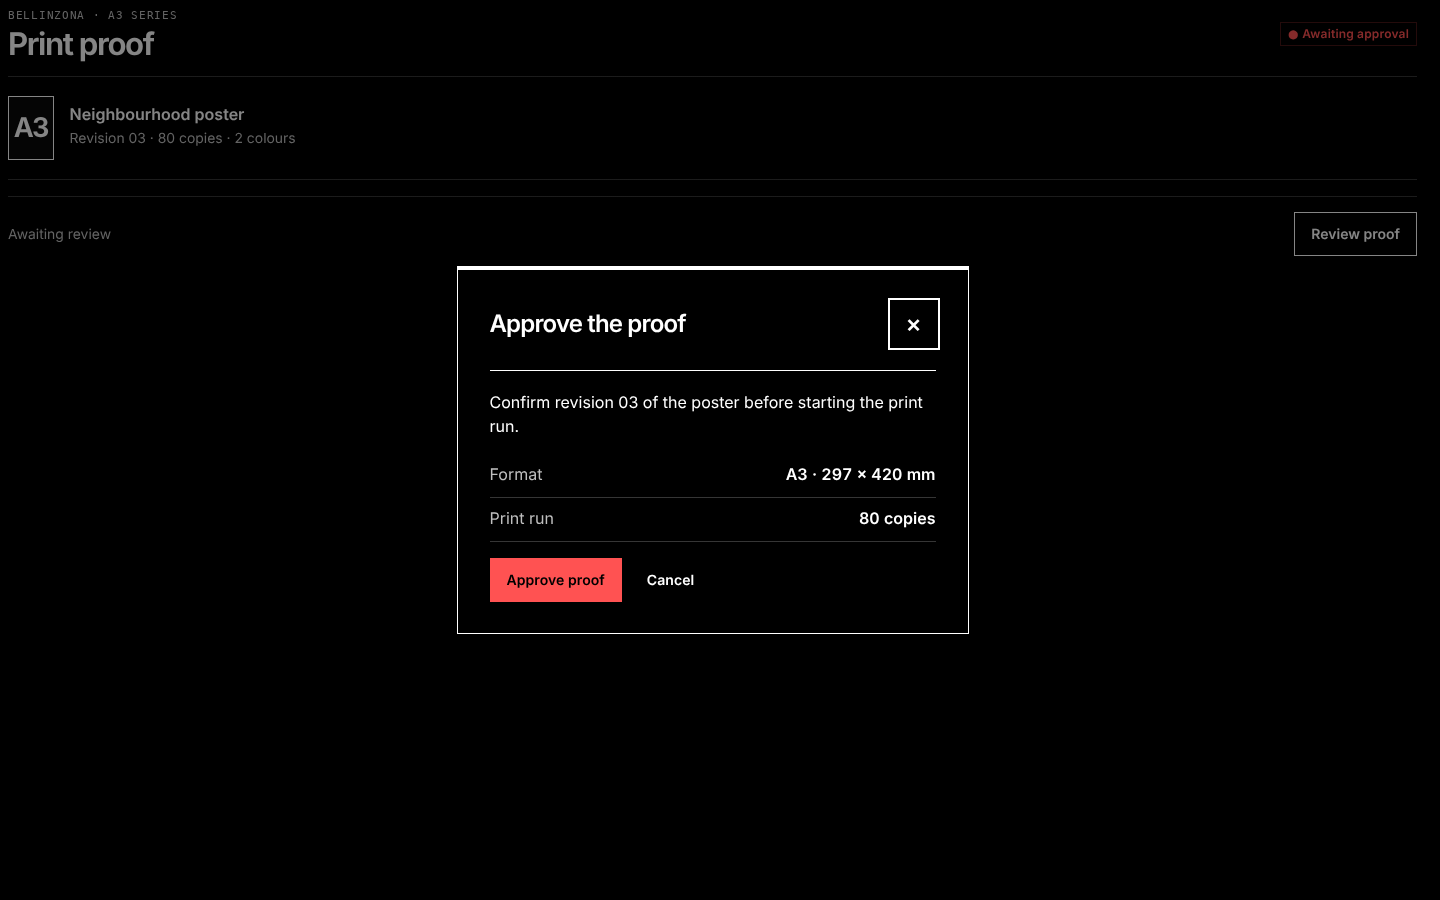 BELLINZONA · A3 SERIES
Print proof
Awaiting approval
A3
Neighbourhood poster
Revision 03 · 80 copies · 2 colours
Awaiting review
Review proof
Approve the proof
×
Confirm revision 03 of the poster before starting the print
run.
Format
A3 · 297 × 420 mm
Print run
80 copies
Approve proof
Cancel